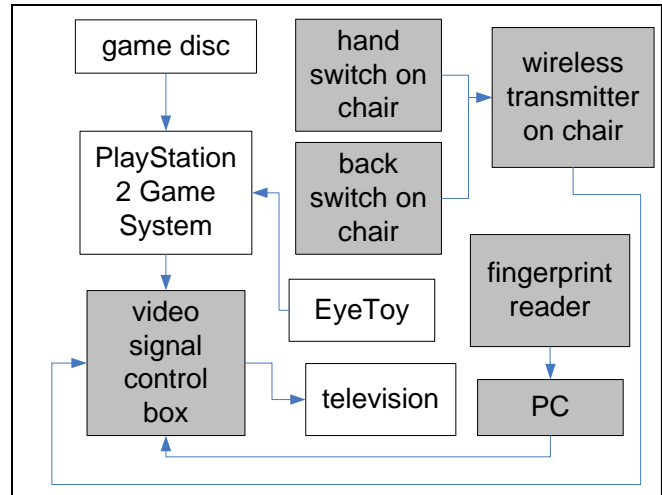 game disc
PlayStation
2 Game
System
hand
switch on
chair
back
switch on
chair
wireless
transmitter
on chair
fingerprint
reader
EyeToy
video
signal
control
box
television
PC